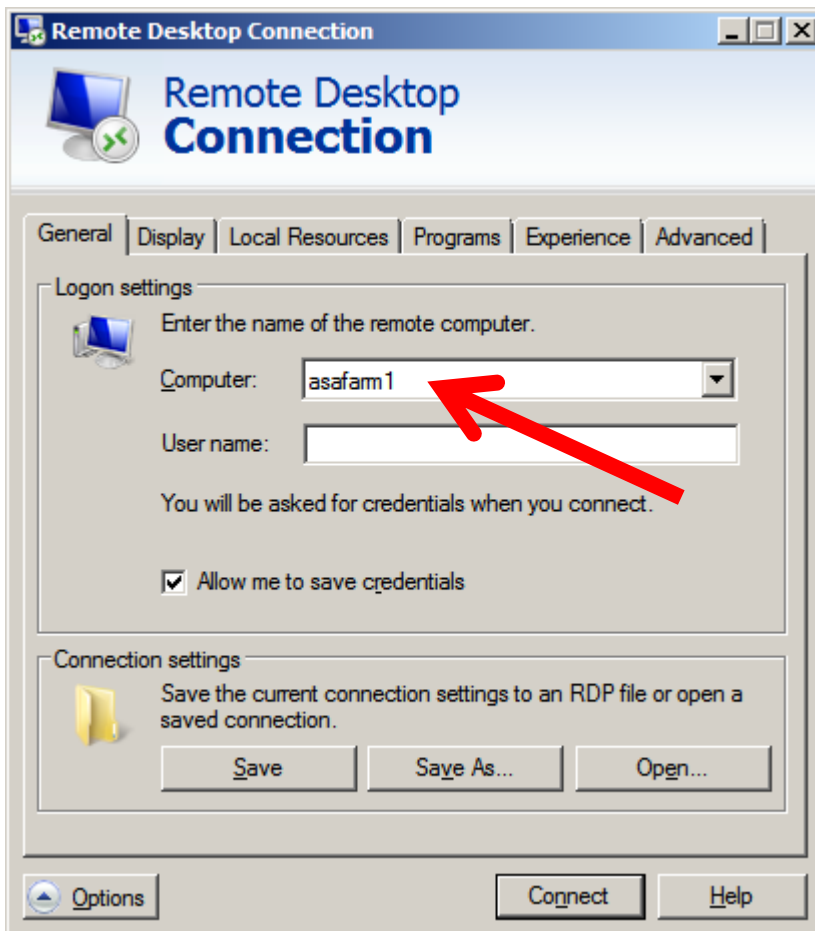 Remote Desktop Connection
Remote Desktop
Connection
General Display Local Resources Programs Experience Advanced
Logon settings
Enter the name of the remote computer.
Computer: asafarm1
User name:
You will be asked for credentials when you connect.
Allow me to save credentials
Connection settings
Save the current connection settings to an RDP file or open a
saved connection.
Save Save As... Open...
Options Connect Help